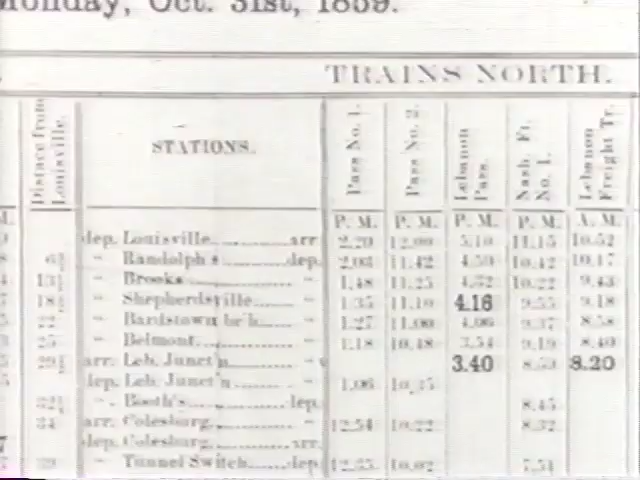 Monday, Oct. 31st, 1859.
TRAINS NORTH.
Distace from Louisville.
STATIONS.
Pass No. 1.
Pass No. 2.
Lebanon Pass.
Nash. Ft. No. 1.
Lebanon Freight Tr.
P. M. P. M. P. M. P. M. A. M.
dep. Louisville arr. 2.20 12.00 5.10 11.15 10.52
" Randolph's dep. 2.03 11.42 4.50 10.42 10.17
" Brooks " 1.48 11.25 4.32 10.22 9.43
" Shepherdsville " 1.35 11.10 4.16 9.55 9.18
" Bardstown br'h " 1.27 11.00 4.06 9.37 8.58
" Belmont " 1.18 10.48 3.54 9.19 8.40
arr. Leb. Junct'n " 3.40 8.20
dep. Leb. Junct'n 1.06
" Booth's dep. 8.45
arr. Colesburg " 12.54 10.22 8.32
dep. Colesburg arr.
" Tunnel Switch dep. 10.02 7.51